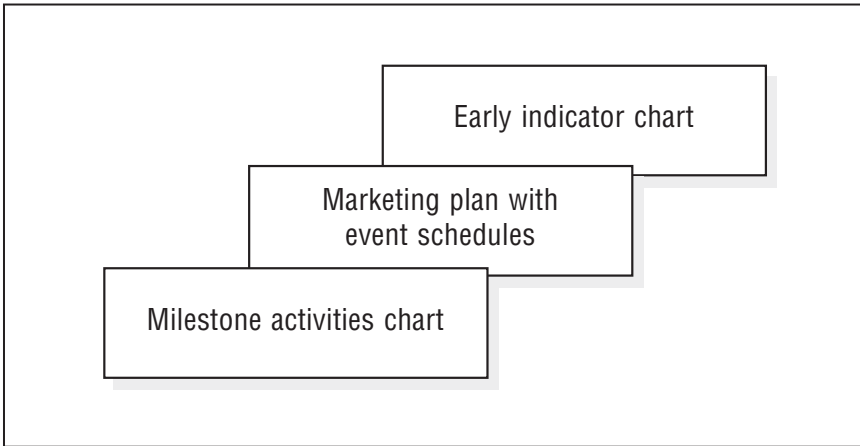 Early indicator chart
Marketing plan with
event schedules
Milestone activities chart